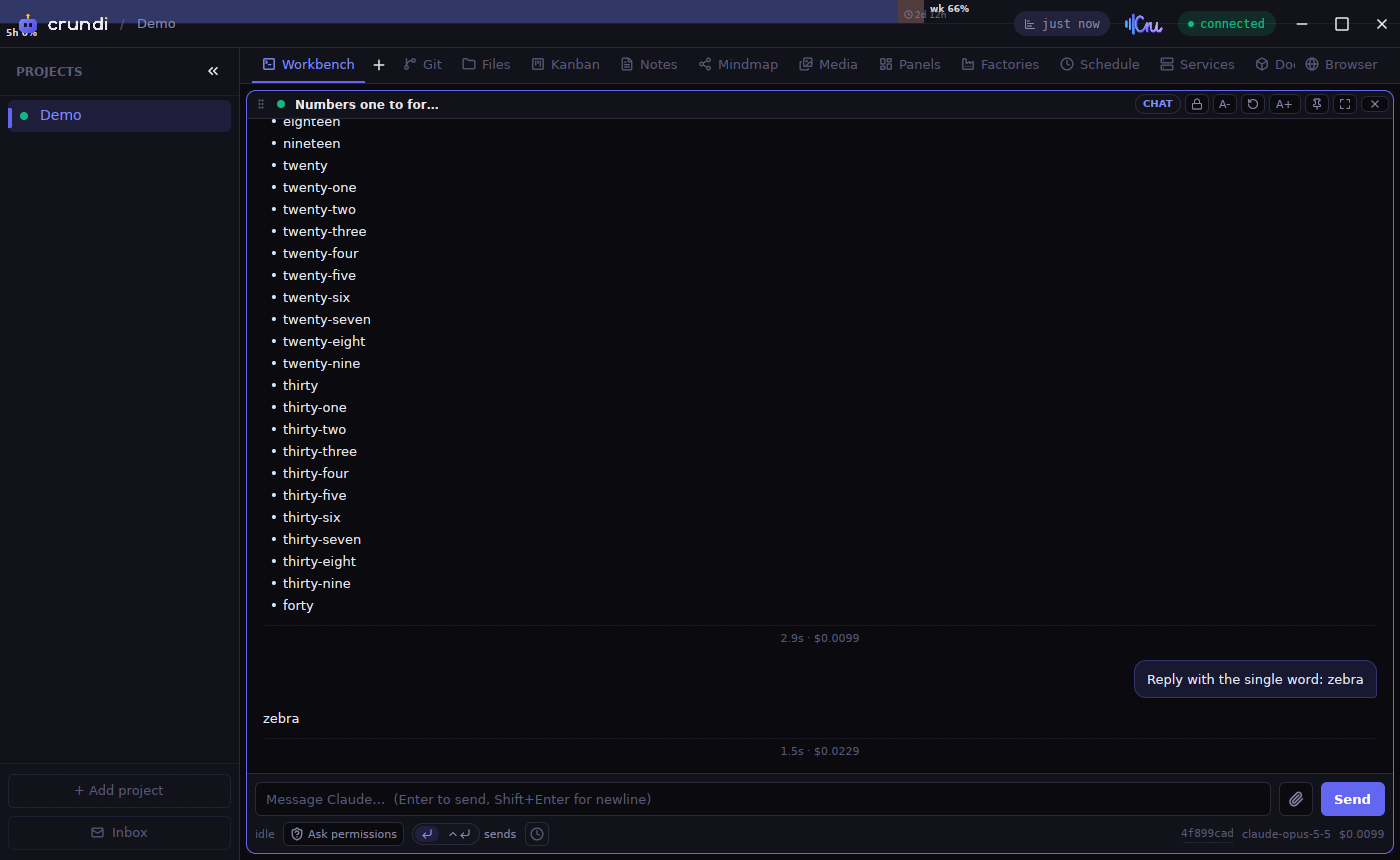 wk 66%
2d 12h
crundi / Demo
just now
Cru
connected
PROJECTS
Workbench
Git
Files
Kanban
Notes
Mindmap
Media
Panels
Factories
Schedule
Services
Browser
Demo
Numbers one to for…
CHAT
A-
A+
• eighteen
• nineteen
• twenty
• twenty-one
• twenty-two
• twenty-three
• twenty-four
• twenty-five
• twenty-six
• twenty-seven
• twenty-eight
• twenty-nine
• thirty
• thirty-one
• thirty-two
• thirty-three
• thirty-four
• thirty-five
• thirty-six
• thirty-seven
• thirty-eight
• thirty-nine
• forty
2.9s · $0.0099
Reply with the single word: zebra
zebra
1.5s · $0.0229
+ Add project
Inbox
Message Claude… (Enter to send, Shift+Enter for newline)
Send
idle
Ask permissions
sends
4f899cad claude-opus-5-5 $0.0099